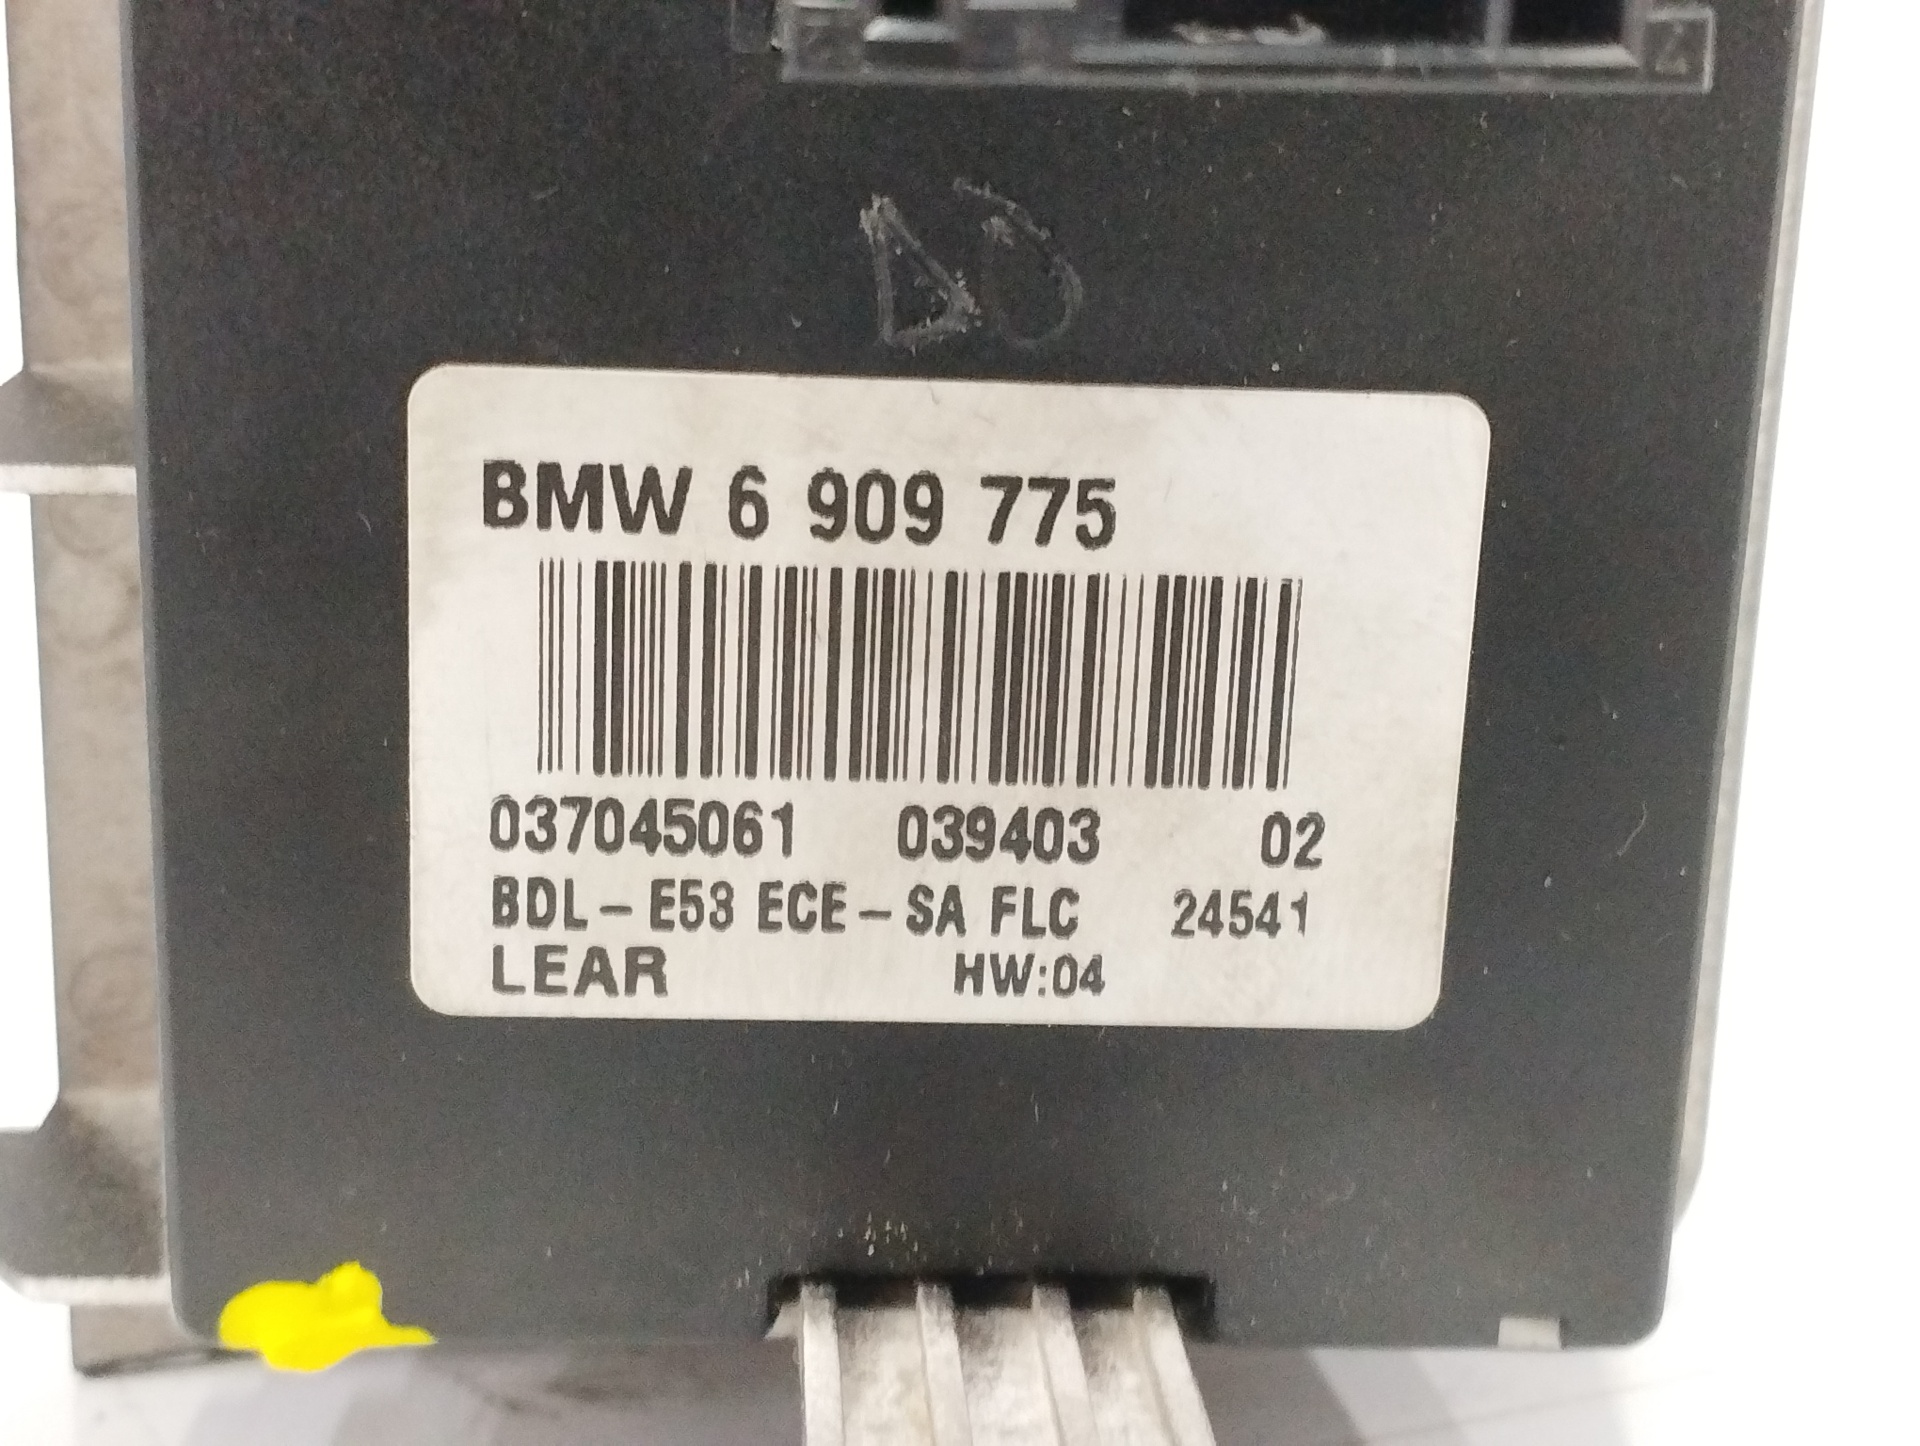 BMW 6 909 775
037045061 039403 02
BDL-E53 ECE-SA FLC 24541
LEAR HW:04